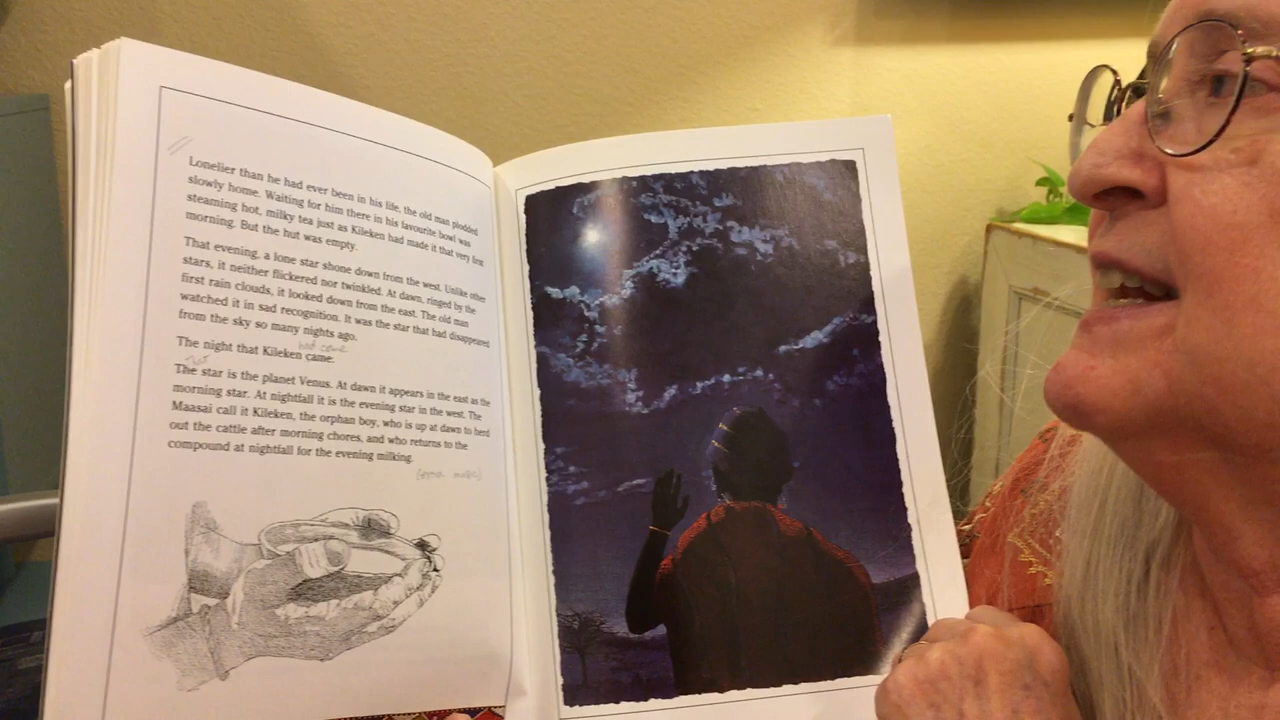 Lonelier than he had ever been in his life, the old man plodded
slowly home. Waiting for him there in his favourite bowl was
steaming hot, milky tea just as Kileken had made it that very first
morning. But the hut was empty.
That evening, a lone star shone down from the west. Unlike other
stars, it neither flickered nor twinkled. At dawn, ringed by the
first rain clouds, it looked down from the east. The old man
watched it in sad recognition. It was the star that had disappeared
from the sky so many nights ago.
had come
The night that Kileken came.
That
The star is the planet Venus. At dawn it appears in the east as the
morning star. At nightfall it is the evening star in the west. The
Maasai call it Kileken, the orphan boy, who is up at dawn to herd
out the cattle after morning chores, and who returns to the
compound at nightfall for the evening milking.
music)